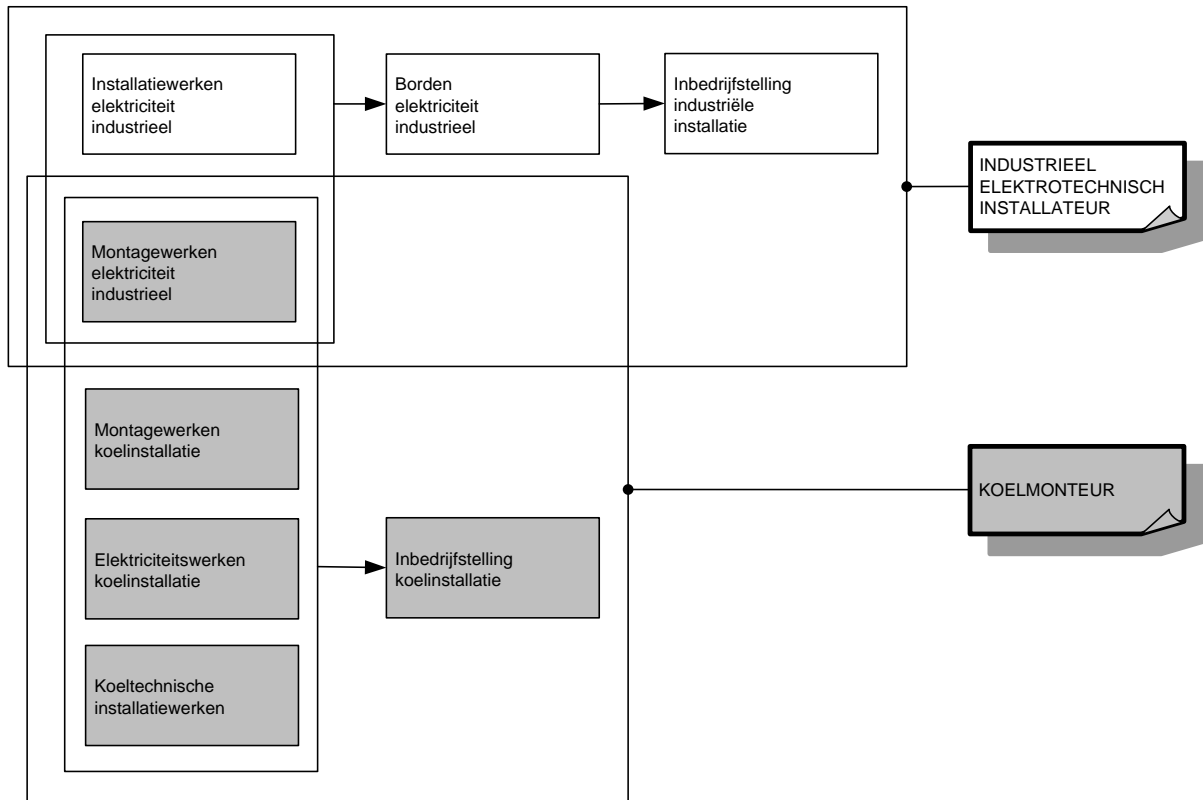 Installatiewerken
elektriciteit
industrieel
Borden
elektriciteit
industrieel
Inbedrijfstelling
industriële
installatie
INDUSTRIEEL
ELEKTROTECHNISCH
INSTALLATEUR
Montagewerken
elektriciteit
industrieel
Montagewerken
koelinstallatie
KOELMONTEUR
Elektriciteitswerken
koelinstallatie
Inbedrijfstelling
koelinstallatie
Koeltechnische
installatiewerken